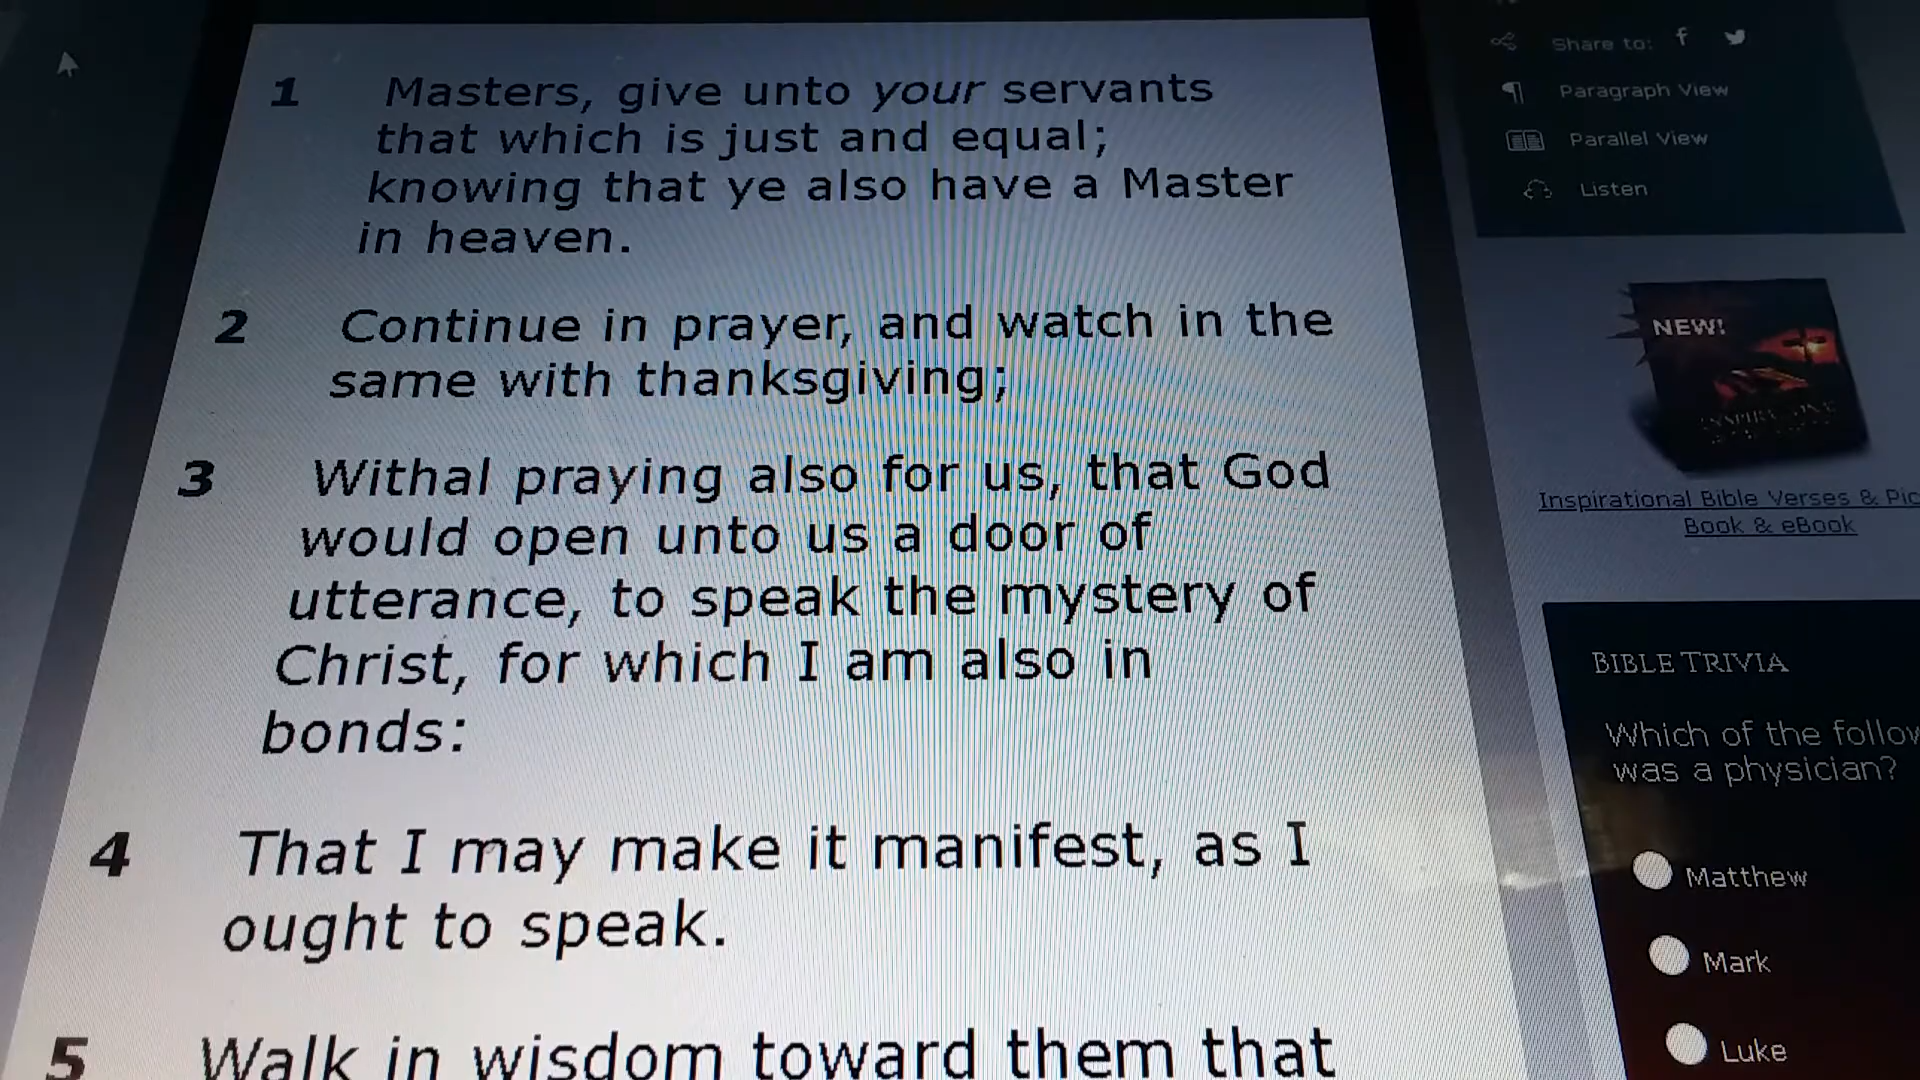 1 Masters, give unto your servants
that which is just and equal;
knowing that ye also have a Master
in heaven.
2 Continue in prayer, and watch in the
same with thanksgiving;
3 Withal praying also for us, that God
would open unto us a door of
utterance, to speak the mystery of
Christ, for which I am also in
bonds:
4 That I may make it manifest, as I
ought to speak.
5 Walk in wisdom toward them that
Share to:
Paragraph View
Parallel View
Listen
NEW!
Inspirational Bible Verses &
Book & eBook
BIBLE TRIVIA
Which of the
was a physician?
Matthew
Mark
Luke